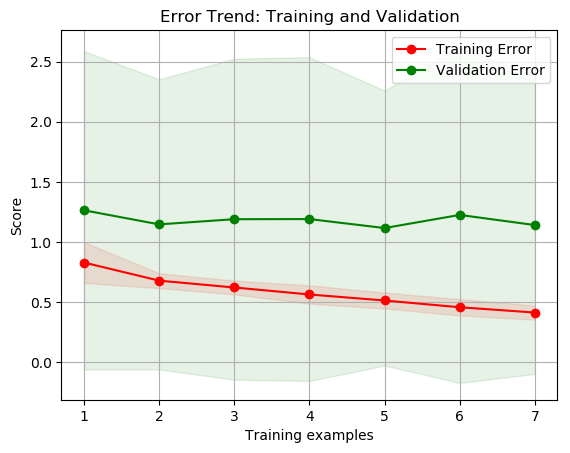 Error Trend: Training and Validation
Training Error
Validation Error
Score
2.5
2.0
1.5
1.0
0.5
0.0
1 2 3 4 5 6 7
Training examples